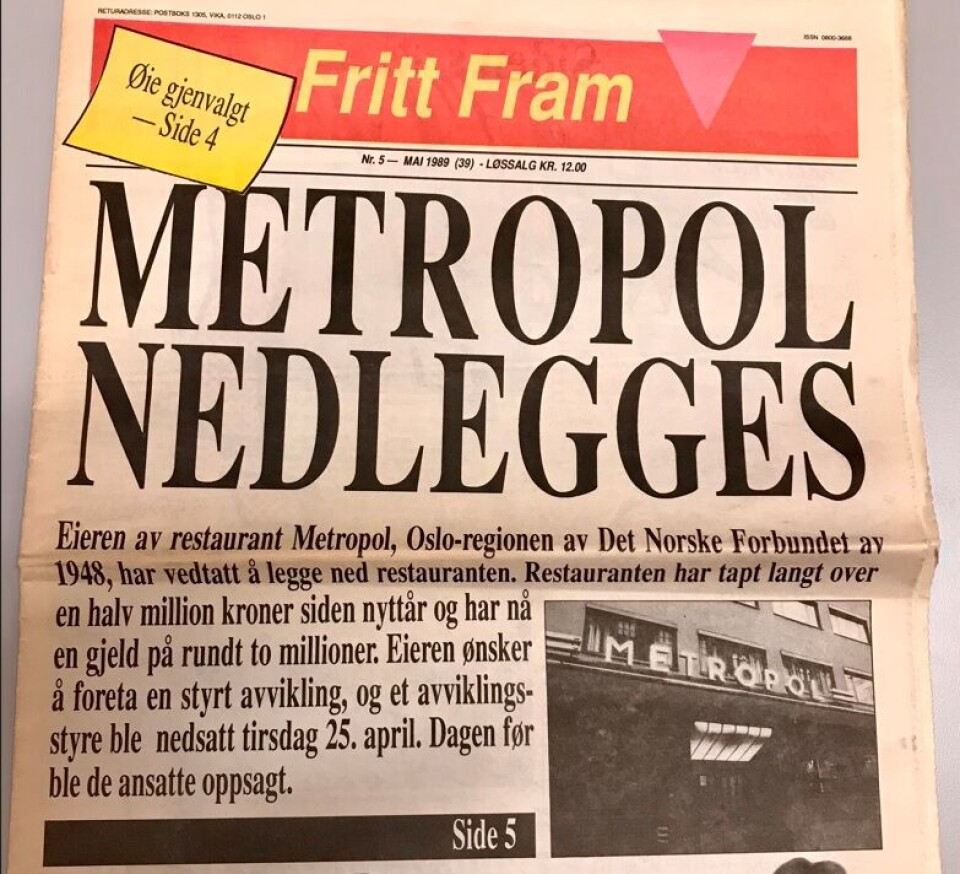 RETURADRESSE: POSTBOKS 1305, VIKA, 0112 OSLO 1
ISSN 0800-3688
Øie gjenvalgt
— Side 4
Fritt Fram
Nr. 5 — MAI 1989 (39) - LØSSALG KR. 12.00
METROPOL
NEDLEGGES
Eieren av restaurant Metropol, Oslo-regionen av Det Norske Forbundet av
1948, har vedtatt å legge ned restauranten. Restauranten har tapt langt over
en halv million kroner siden nyttår og har nå
en gjeld på rundt to millioner. Eieren ønsker
å foreta en styrt avvikling, og et avviklings-
styre ble nedsatt tirsdag 25. april. Dagen før
ble de ansatte oppsagt.
METROPOL
Side 5